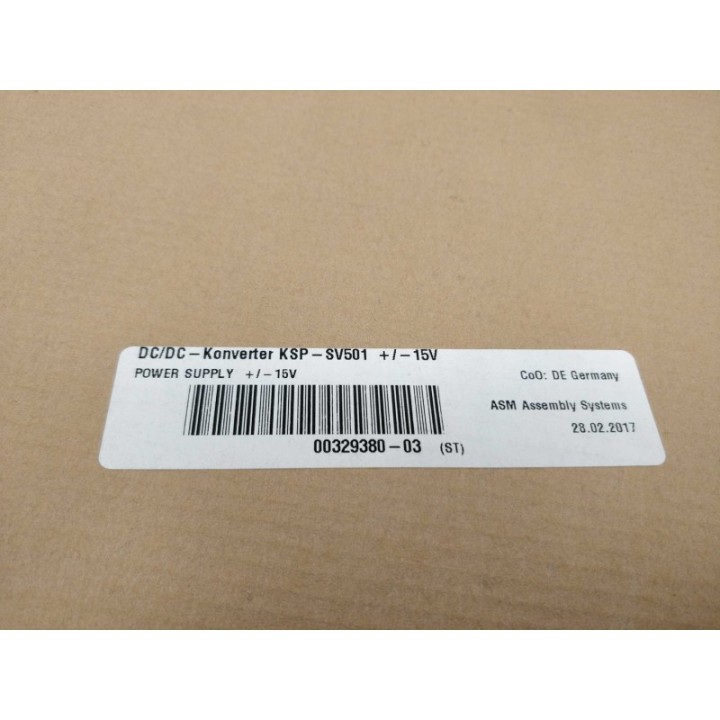 DC/DC-Konverter KSP-SV501 +/-15V
POWER SUPPLY +/-15V
CoO: DE Germany
ASM Assembly Systems
28.02.2017
00329380-03 (ST)